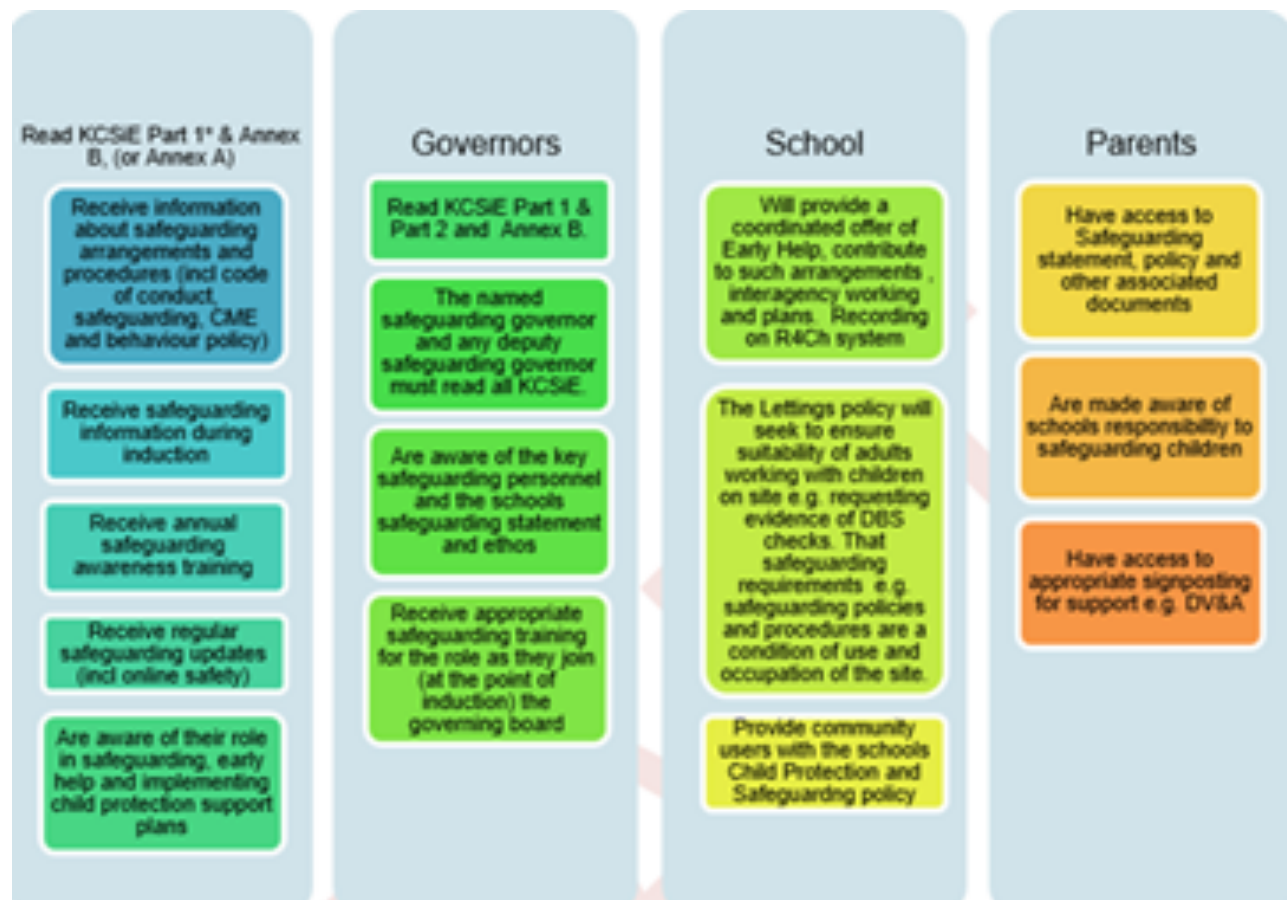 Read KCSiE Part 1* & Annex
B, (or Annex A)
Receive information
about safeguarding
arrangements and
procedures (incl code
of conduct,
safeguarding, CME
and behaviour policy)
Receive safeguarding
information during
induction
Receive annual
safeguarding
awareness training
Receive regular
safeguarding updates
(incl online safety)
Are aware of their role
in safeguarding, early
help and implementing
child protection support
plans
Governors
Read KCSiE Part 1 &
Part 2 and Annex B.
The named
safeguarding governor
and any deputy
safeguarding governor
must read all KCSiE.
Are aware of the key
safeguarding personnel
and the schools
safeguarding statement
and ethos
Receive appropriate
safeguarding training
for the role as they join
(at the point of
induction) the
governing board
School
Will provide a
coordinated offer of
Early Help, contribute
to such arrangements ,
interagency working
and plans. Recording
on R4Ch system
The Lettings policy will
seek to ensure
suitability of adults
working with children
on site e.g. requesting
evidence of DBS
checks. That
safeguarding
requirements e.g.
safeguarding policies
and procedures are a
condition of use and
occupation of the site.
Provide community
users with the schools
Child Protection and
Safeguardng policy
Parents
Have access to
Safeguarding
statement, policy and
other associated
documents
Are made aware of
schools responsibiltiy to
safeguarding children
Have access to
appropriate signposting
for support e.g. DV&A